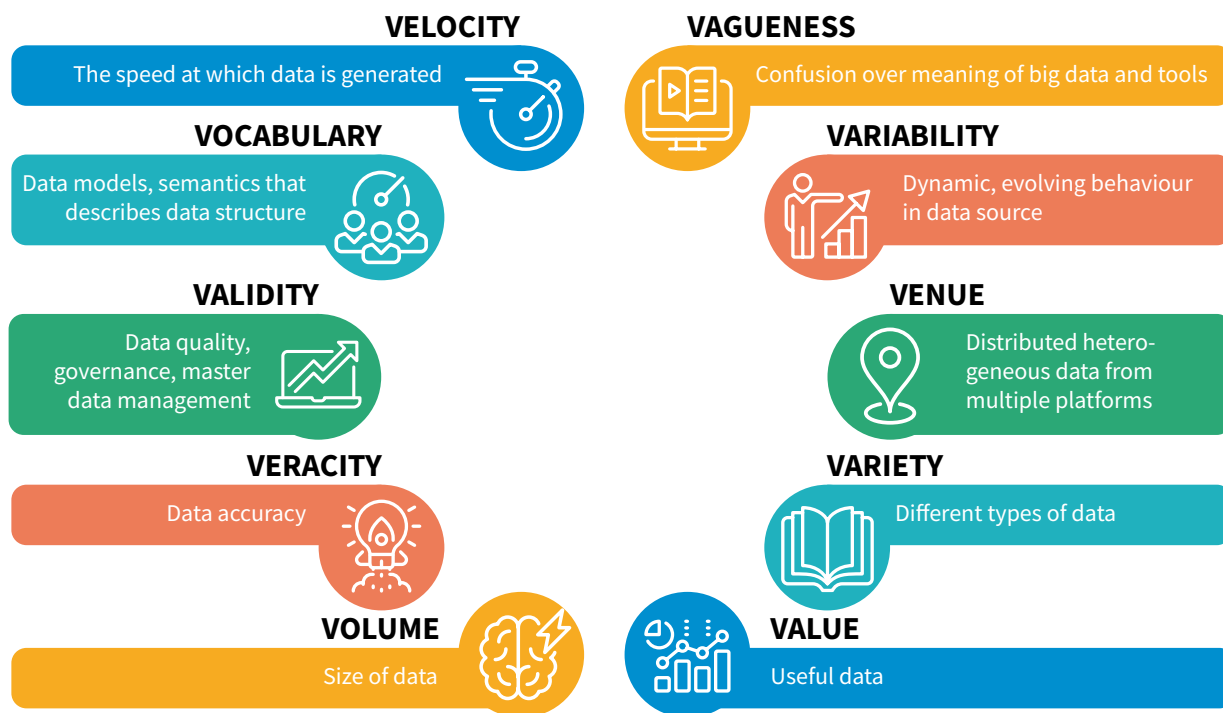 VELOCITY
The speed at which data is generated
VOCABULARY
Data models, semantics that
describes data structure
VALIDITY
Data quality,
governance, master
data management
VERACITY
Data accuracy
VOLUME
Size of data
VAGUENESS
Confusion over meaning of big data and tools
VARIABILITY
Dynamic, evolving behaviour
in data source
VENUE
Distributed hetero-
geneous data from
multiple platforms
VARIETY
Different types of data
VALUE
Useful data